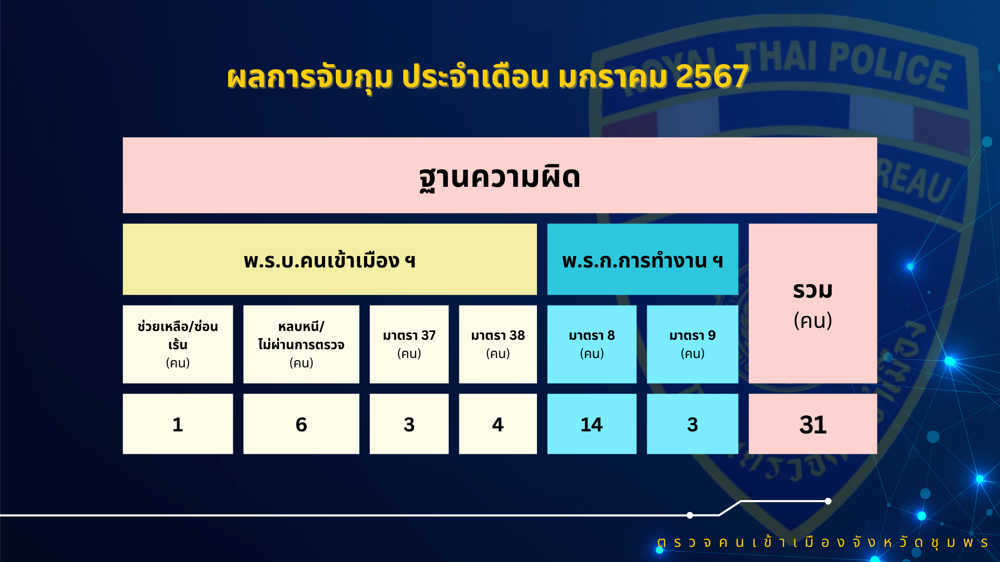 ROYAL THAI POLICE
ผลการจับกุม ประจำเดือน มกราคม 2567
ฐานความผิด
พ.ร.บ.คนเข้าเมือง ฯ
พ.ร.ก.การทำงาน ฯ
รวม
(คน)
ช่วยเหลือ/ซ่อน
เร้น
(คน)
หลบหนี/
ไม่ผ่านการตรวจ
(คน)
มาตรา 37
(คน)
มาตรา 38
(คน)
มาตรา 8
(คน)
มาตรา 9
(คน)
1
6
3
4
14
3
31
ตรวจคนเข้าเมืองจังหวัดชุมพร